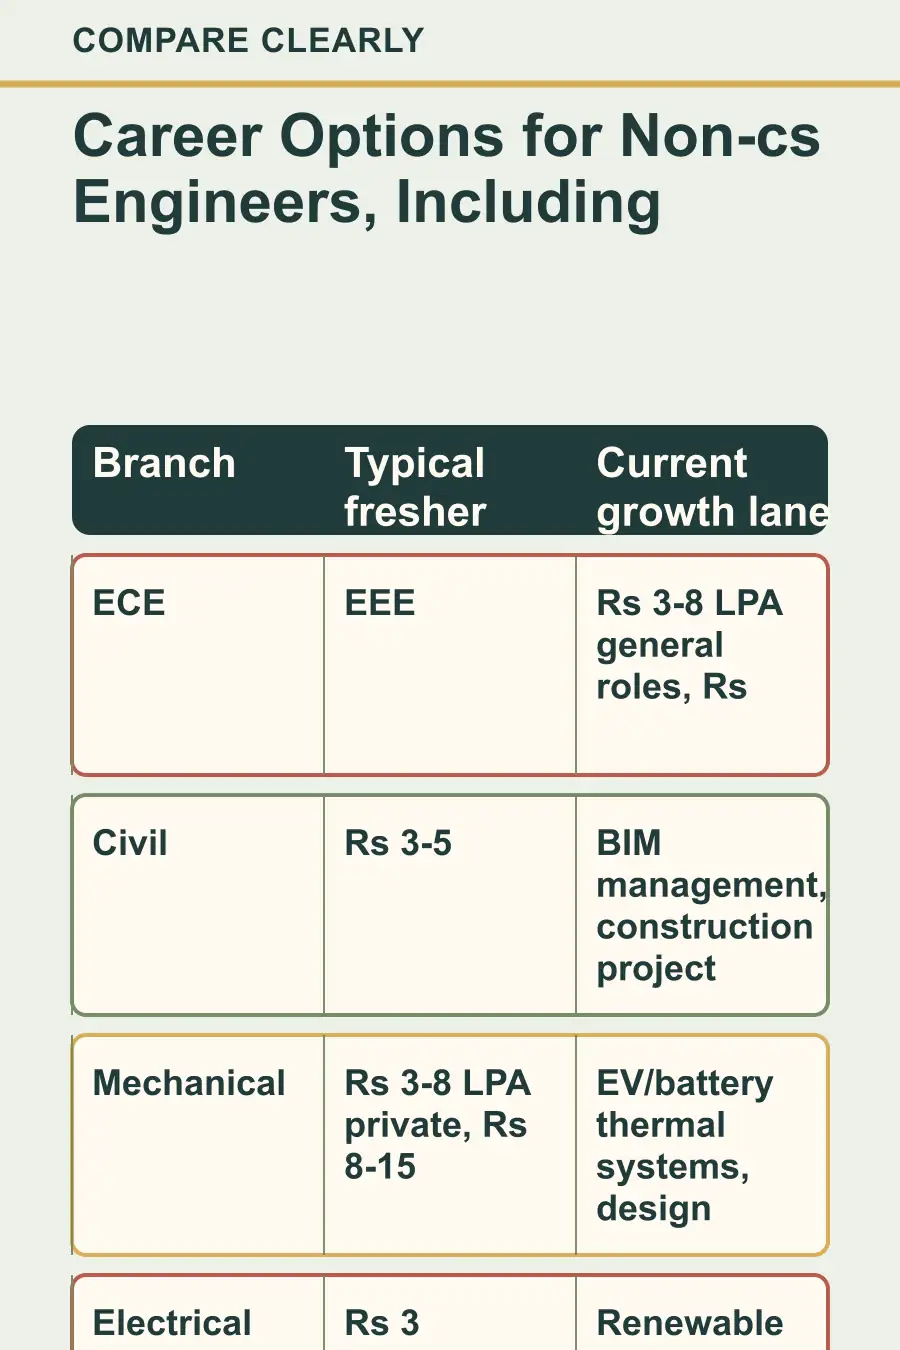 COMPARE CLEARLY
Career Options for Non-cs
Engineers, Including
Branch
Typical
fresher
Current
growth lane
ECE
EEE
Rs 3-8 LPA
general
roles, Rs
Civil
Rs 3-5
BIM
management,
construction
project
Mechanical
Rs 3-8 LPA
private, Rs
8-15
EV/battery
thermal
systems,
design
Electrical
Rs 3
Renewable